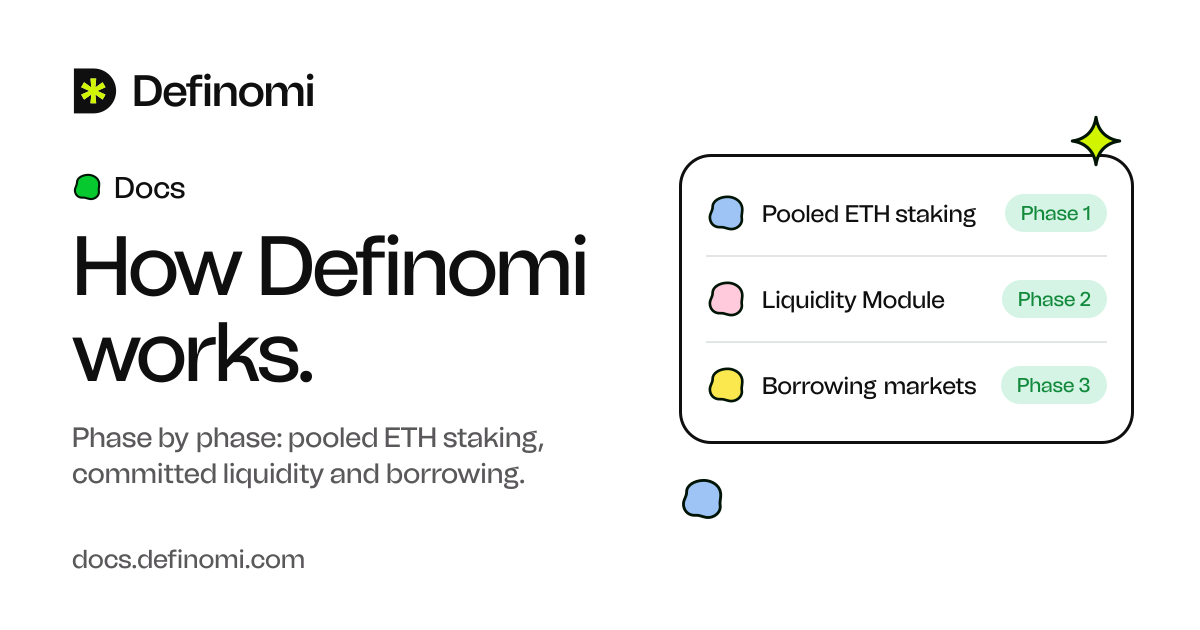 Definomi
Docs
How Definomi
works.
Phase by phase: pooled ETH staking,
committed liquidity and borrowing.
docs.definomi.com
Pooled ETH staking Phase 1
Liquidity Module Phase 2
Borrowing markets Phase 3